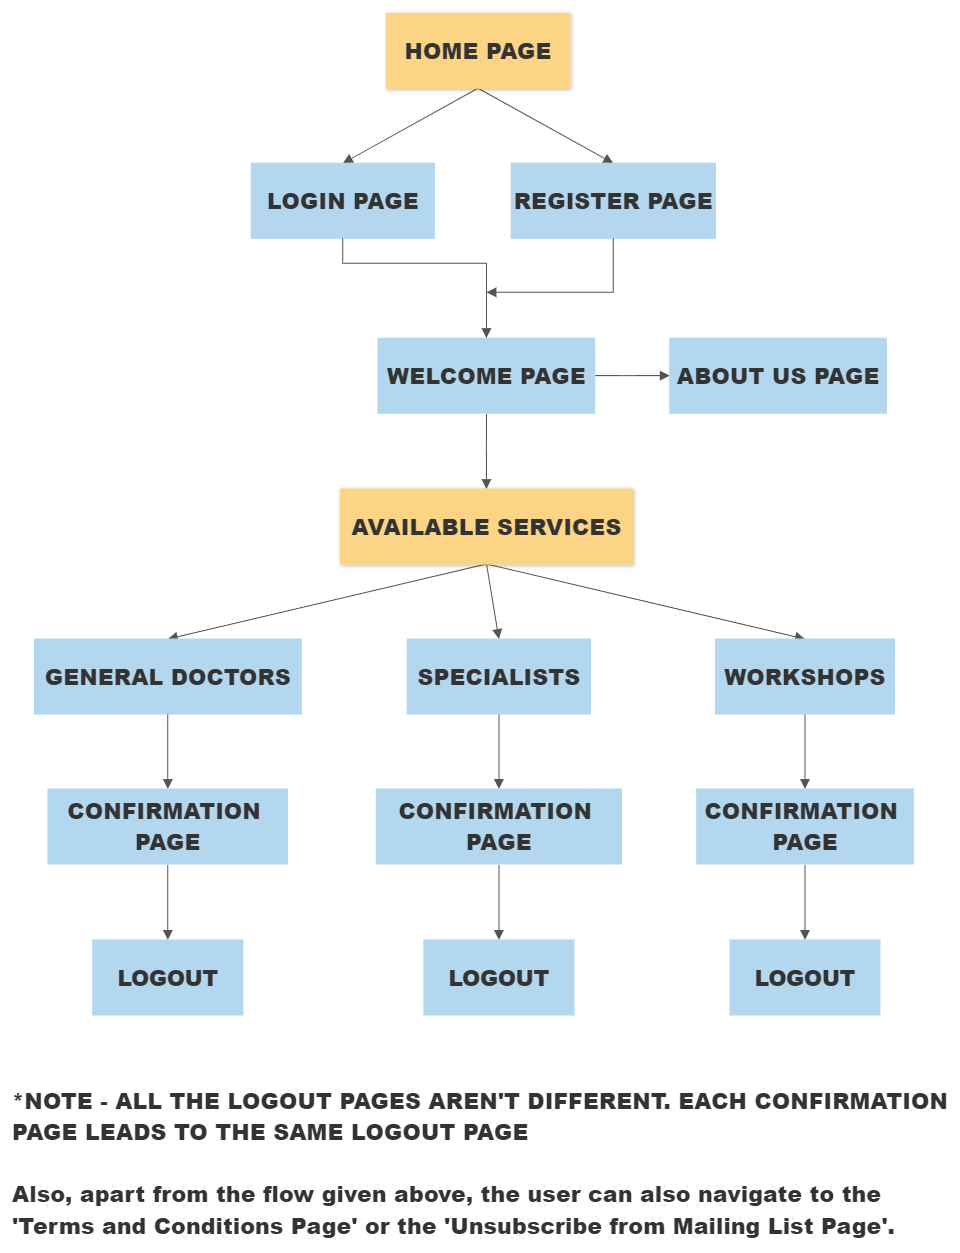 HOME PAGE
LOGIN PAGE
REGISTER PAGE
WELCOME PAGE
ABOUT US PAGE
AVAILABLE SERVICES
GENERAL DOCTORS
SPECIALISTS
WORKSHOPS
CONFIRMATION
PAGE
CONFIRMATION
PAGE
CONFIRMATION
PAGE
LOGOUT
LOGOUT
LOGOUT
*NOTE - ALL THE LOGOUT PAGES AREN'T DIFFERENT. EACH CONFIRMATION
PAGE LEADS TO THE SAME LOGOUT PAGE
Also, apart from the flow given above, the user can also navigate to the
'Terms and Conditions Page' or the 'Unsubscribe from Mailing List Page'.